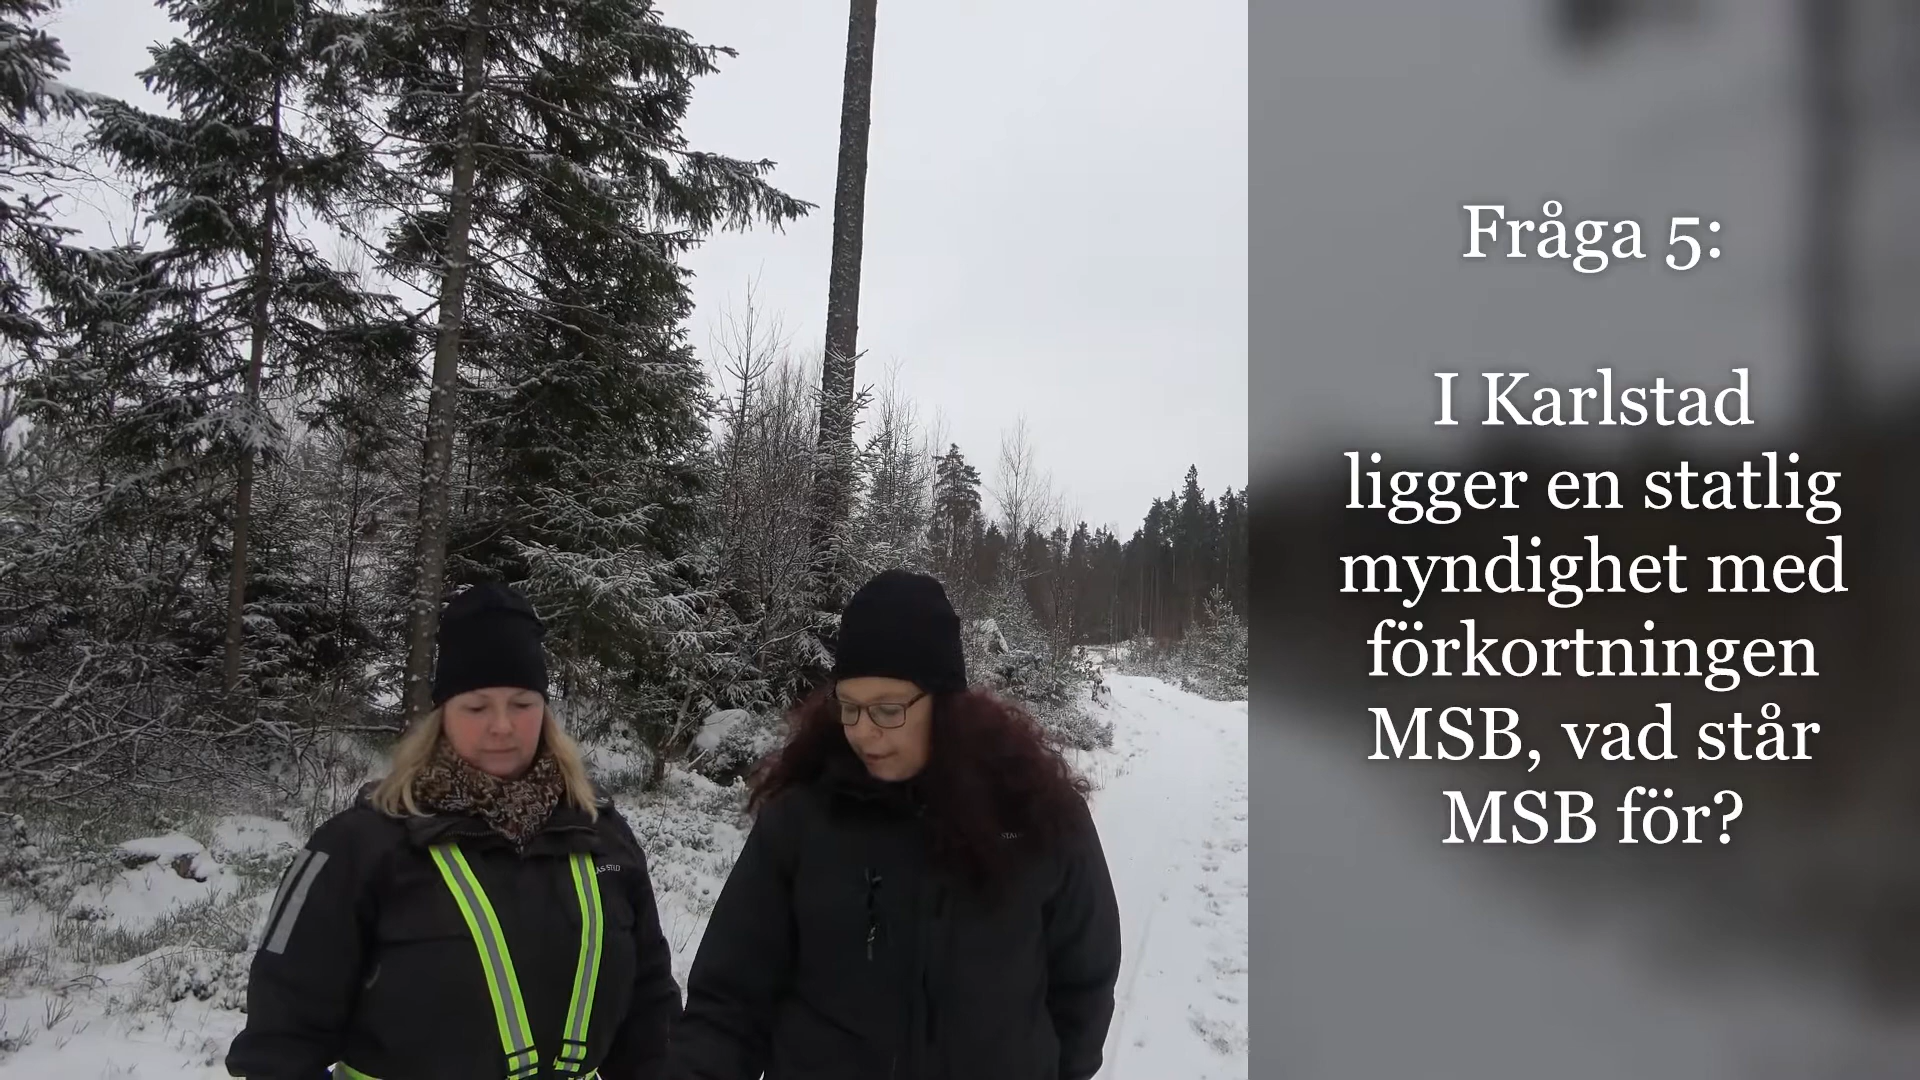 Fråga 5:
I Karlstad
ligger en statlig
myndighet med
förkortningen
MSB, vad står
MSB för?